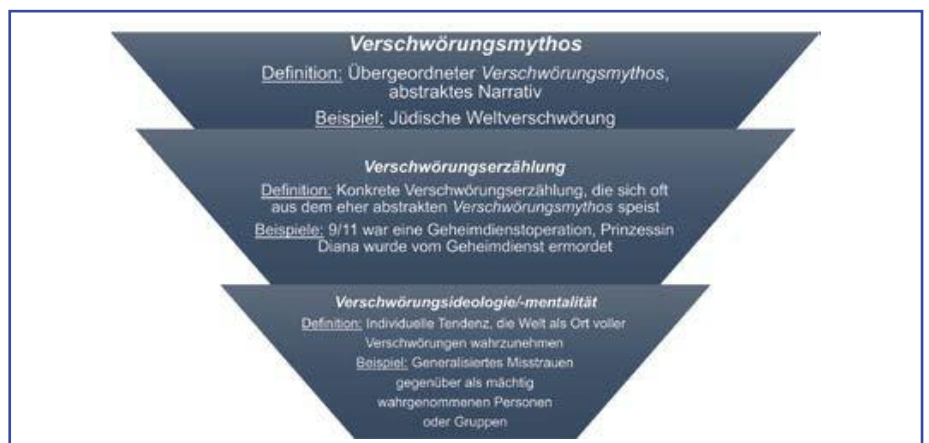 Verschwörungsmythos
Definition: Übergeordneter Verschwörungsmythos,
abstraktes Narrativ
Beispiel: Jüdische Weltverschwörung
Verschwörungserzählung
Definition: Konkrete Verschwörungserzählung, die sich oft
aus dem eher abstrakten Verschwörungsmythos speist
Beispiele: 9/11 war eine Geheimdienstoperation, Prinzessin
Diana wurde vom Geheimdienst ermordet
Verschwörungsideologie/-mentalität
Definition: Individuelle Tendenz, die Welt als Ort voller
Verschwörungen wahrzunehmen
Beispiel: Generalisiertes Misstrauen
gegenüber als mächtig
wahrgenommenen Personen
oder Gruppen